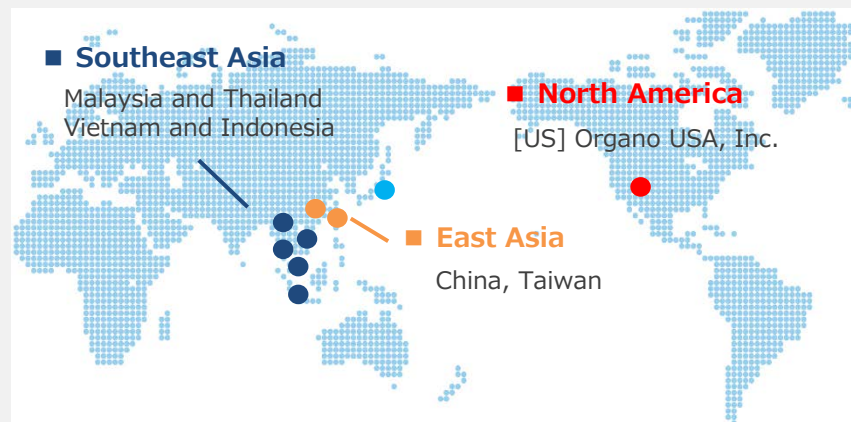 ■ Southeast Asia
Malaysia and Thailand
Vietnam and Indonesia
■ North America
[US] Organo USA, Inc.
■ East Asia
China, Taiwan